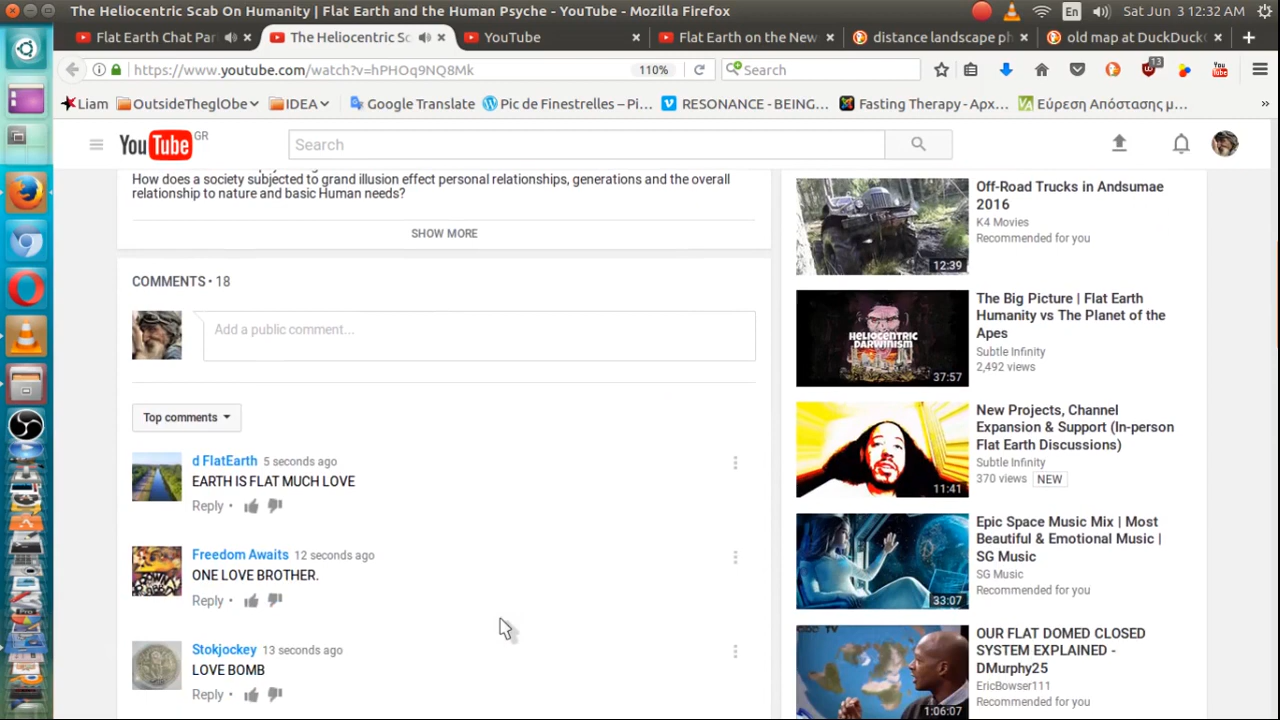 The Heliocentric Scab On Humanity | Flat Earth and the Human Psyche - YouTube - Mozilla Firefox
En
Sat Jun 3 12:32 AM
Flat Earth Chat Par
The Heliocentric Sc
YouTube
Flat Earth on the New
distance landscape ph
old map at DuckDuck
https://www.youtube.com/watch?v=hPHOq9NQ8Mk
110%
Search
13
Liam
OutsideTheglObe
IDEA
Google Translate
Pic de Finestrelles – Pi...
RESONANCE - BEING...
Fasting Therapy - Apx...
Εύρεση Απόστασης μ...
YouTube
GR
Search
How does a society subjected to grand illusion effect personal relationships, generations and the overall
relationship to nature and basic Human needs?
SHOW MORE
COMMENTS • 18
Add a public comment...
Top comments
d FlatEarth 5 seconds ago
EARTH IS FLAT MUCH LOVE
Reply •
Freedom Awaits 12 seconds ago
ONE LOVE BROTHER.
Reply •
Stokjockey 13 seconds ago
LOVE BOMB
Reply •
Off-Road Trucks in Andsumae
2016
K4 Movies
Recommended for you
12:39
The Big Picture | Flat Earth
Humanity vs The Planet of the
Apes
Subtle Infinity
2,492 views
HELIOCENTRIC
DARWINISM
37:57
New Projects, Channel
Expansion & Support (In-person
Flat Earth Discussions)
Subtle Infinity
370 views NEW
11:41
Epic Space Music Mix | Most
Beautiful & Emotional Music |
SG Music
SG Music
Recommended for you
33:07
OUR FLAT DOMED CLOSED
SYSTEM EXPLAINED -
DMurphy25
EricBowser111
Recommended for you
1:06:07